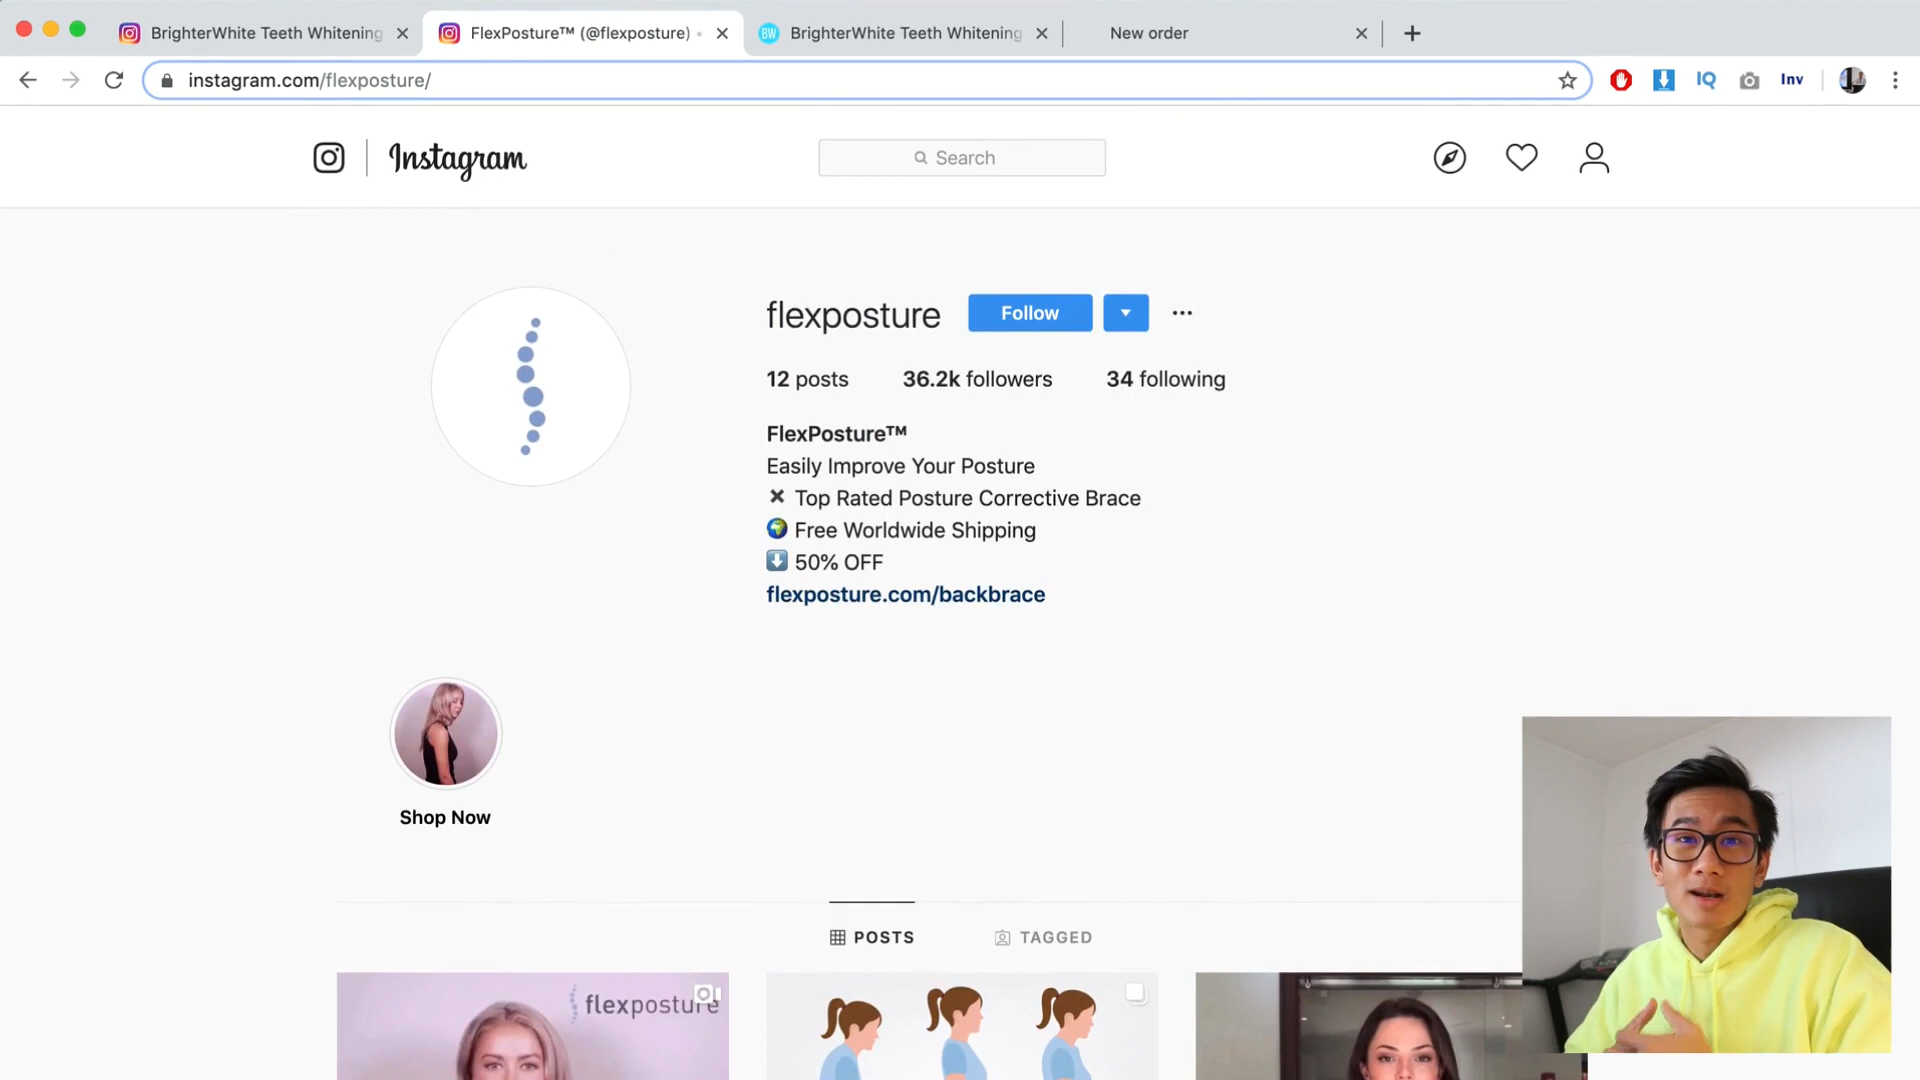 BrighterWhite Teeth Whitening
FlexPosture™ (@flexposture) •
BrighterWhite Teeth Whitening
New order
instagram.com/flexposture/
IQ
Inv
Instagram
Search
flexposture
Follow
12 posts
36.2k followers
34 following
FlexPosture™
Easily Improve Your Posture
✖ Top Rated Posture Corrective Brace
🌍 Free Worldwide Shipping
⬇️ 50% OFF
flexposture.com/backbrace
Shop Now
POSTS
TAGGED
flexposture
BW